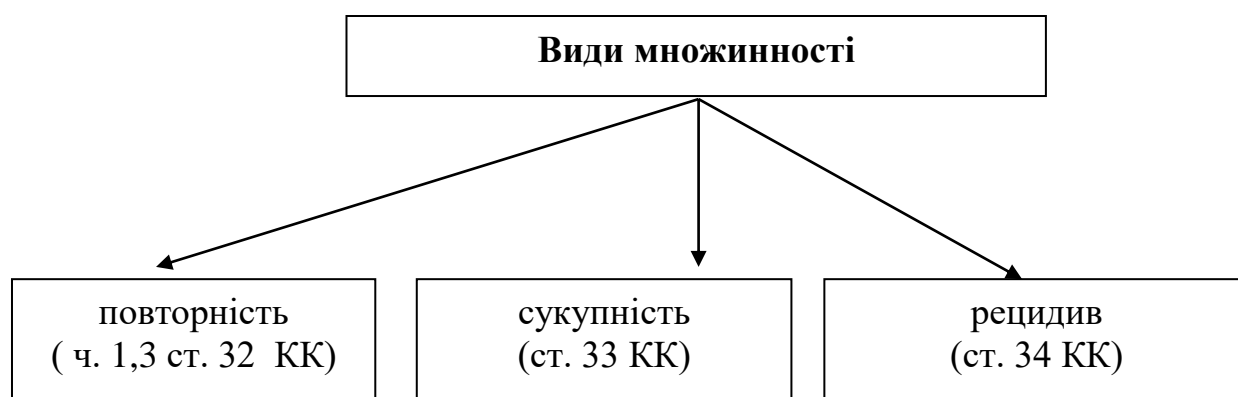 Види множинності
повторність
( ч. 1,3 ст. 32 КК)
сукупність
(ст. 33 КК)
рецидив
(ст. 34 КК)